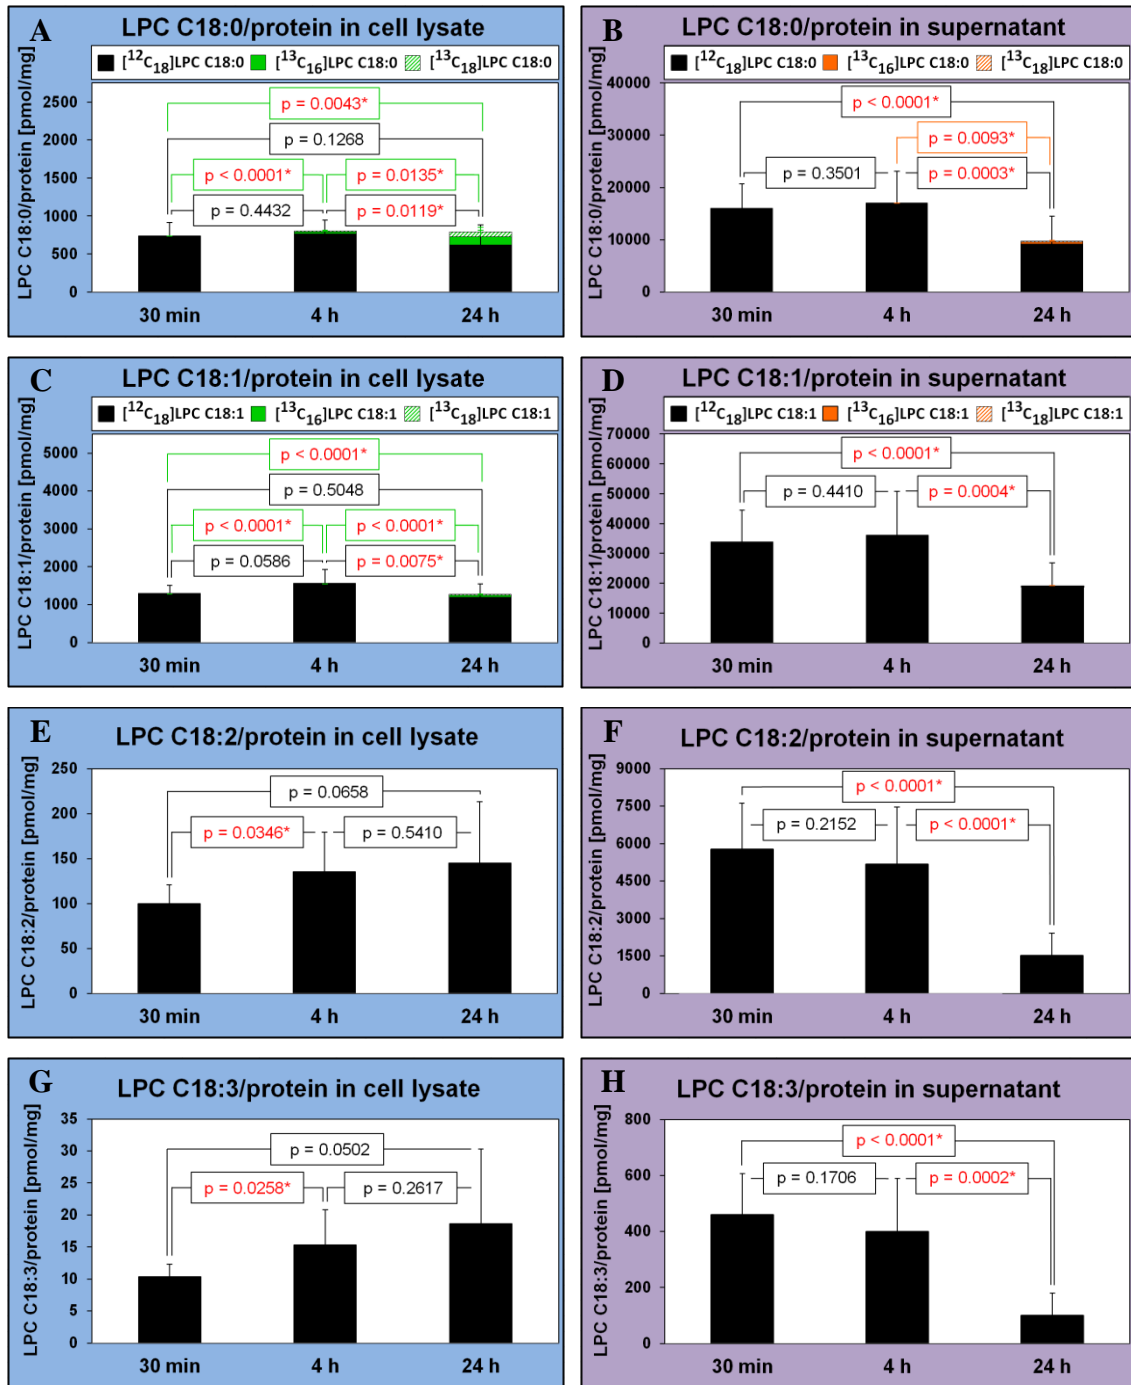 A
LPC C18:0/protein in cell lysate
[¹²C₁₈]LPC C18:0 [¹³C₁₆]LPC C18:0 [¹³C₁₈]LPC C18:0
LPC C18:0/protein [pmol/mg]
2500
2000
1500
1000
500
0
p = 0.0043*
p = 0.1268
p < 0.0001*
p = 0.0135*
p = 0.4432
p = 0.0119*
30 min 4 h 24 h
B
LPC C18:0/protein in supernatant
[¹²C₁₈]LPC C18:0 [¹³C₁₆]LPC C18:0 [¹³C₁₈]LPC C18:0
LPC C18:0/protein [pmol/mg]
40000
30000
20000
10000
0
p < 0.0001*
p = 0.0093*
p = 0.3501
p = 0.0003*
30 min 4 h 24 h
C
LPC C18:1/protein in cell lysate
[¹²C₁₈]LPC C18:1 [¹³C₁₆]LPC C18:1 [¹³C₁₈]LPC C18:1
LPC C18:1/protein [pmol/mg]
5000
4000
3000
2000
1000
0
p < 0.0001*
p = 0.5048
p < 0.0001*
p < 0.0001*
p = 0.0586
p = 0.0075*
30 min 4 h 24 h
D
LPC C18:1/protein in supernatant
[¹²C₁₈]LPC C18:1 [¹³C₁₆]LPC C18:1 [¹³C₁₈]LPC C18:1
LPC C18:1/protein [pmol/mg]
70000
60000
50000
40000
30000
20000
10000
0
p < 0.0001*
p = 0.4410
p = 0.0004*
30 min 4 h 24 h
E
LPC C18:2/protein in cell lysate
LPC C18:2/protein [pmol/mg]
250
200
150
100
50
0
p = 0.0658
p = 0.0346*
p = 0.5410
30 min 4 h 24 h
F
LPC C18:2/protein in supernatant
LPC C18:2/protein [pmol/mg]
9000
7500
6000
4500
3000
1500
0
p < 0.0001*
p = 0.2152
p < 0.0001*
30 min 4 h 24 h
G
LPC C18:3/protein in cell lysate
LPC C18:3/protein [pmol/mg]
35
30
25
20
15
10
5
0
p = 0.0502
p = 0.0258*
p = 0.2617
30 min 4 h 24 h
H
LPC C18:3/protein in supernatant
LPC C18:3/protein [pmol/mg]
800
600
400
200
0
p < 0.0001*
p = 0.1706
p = 0.0002*
30 min 4 h 24 h